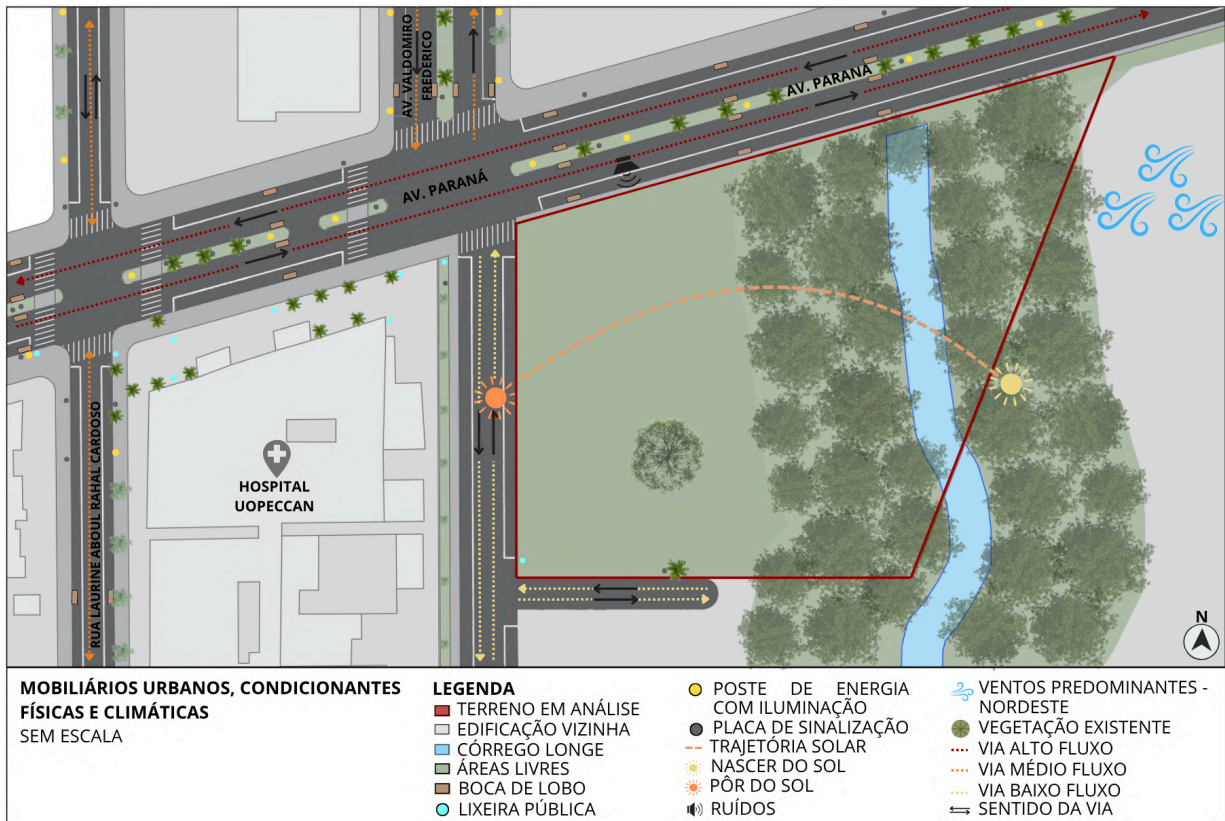 AV. VALDOMIRO
FREDERICO
AV. PARANÁ
AV. PARANÁ
RUA LAURINE ABOUL RAHAL CARDOSO
HOSPITAL
UOPECCAN
N
MOBILIÁRIOS URBANOS, CONDICIONANTES
FÍSICAS E CLIMÁTICAS
SEM ESCALA
LEGENDA
TERRENO EM ANÁLISE
EDIFICAÇÃO VIZINHA
CÓRREGO LONGE
ÁREAS LIVRES
BOCA DE LOBO
LIXEIRA PÚBLICA
POSTE DE ENERGIA
COM ILUMINAÇÃO
PLACA DE SINALIZAÇÃO
TRAJETÓRIA SOLAR
NASCER DO SOL
PÔR DO SOL
RUÍDOS
VENTOS PREDOMINANTES -
NORDESTE
VEGETAÇÃO EXISTENTE
VIA ALTO FLUXO
VIA MÉDIO FLUXO
VIA BAIXO FLUXO
SENTIDO DA VIA